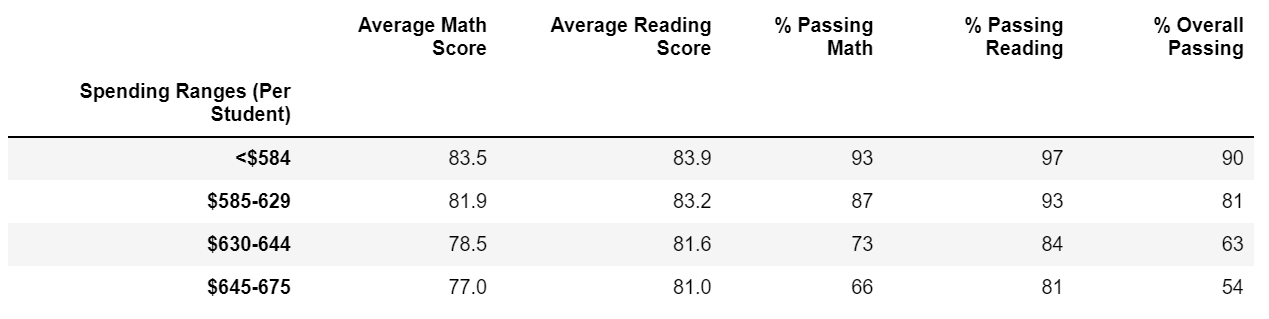 Average Math Score Average Reading Score % Passing Math % Passing Reading % Overall Passing
Spending Ranges (Per Student)
<$584 83.5 83.9 93 97 90
$585-629 81.9 83.2 87 93 81
$630-644 78.5 81.6 73 84 63
$645-675 77.0 81.0 66 81 54